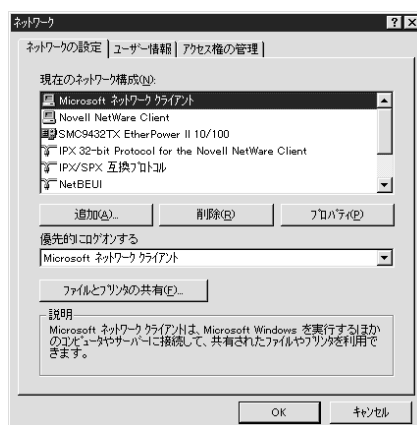 ネットワーク
ネットワークの設定 ユーザー情報 アクセス権の管理
現在のネットワーク構成(N):
Microsoft ネットワーク クライアント
Novell NetWare Client
SMC9432TX EtherPower II 10/100
IPX 32-bit Protocol for the Novell NetWare Client
IPX/SPX 互換プロトコル
NetBEUI
追加(A)... 削除(R) プロパティ(P)
優先的にログオンする
Microsoft ネットワーク クライアント
ファイルとプリンタの共有(F)...
説明
Microsoft ネットワーク クライアントは、Microsoft Windows を実行するほか
のコンピュータやサーバーに接続して、共有されたファイルやプリンタを利用で
きます。
OK キャンセル